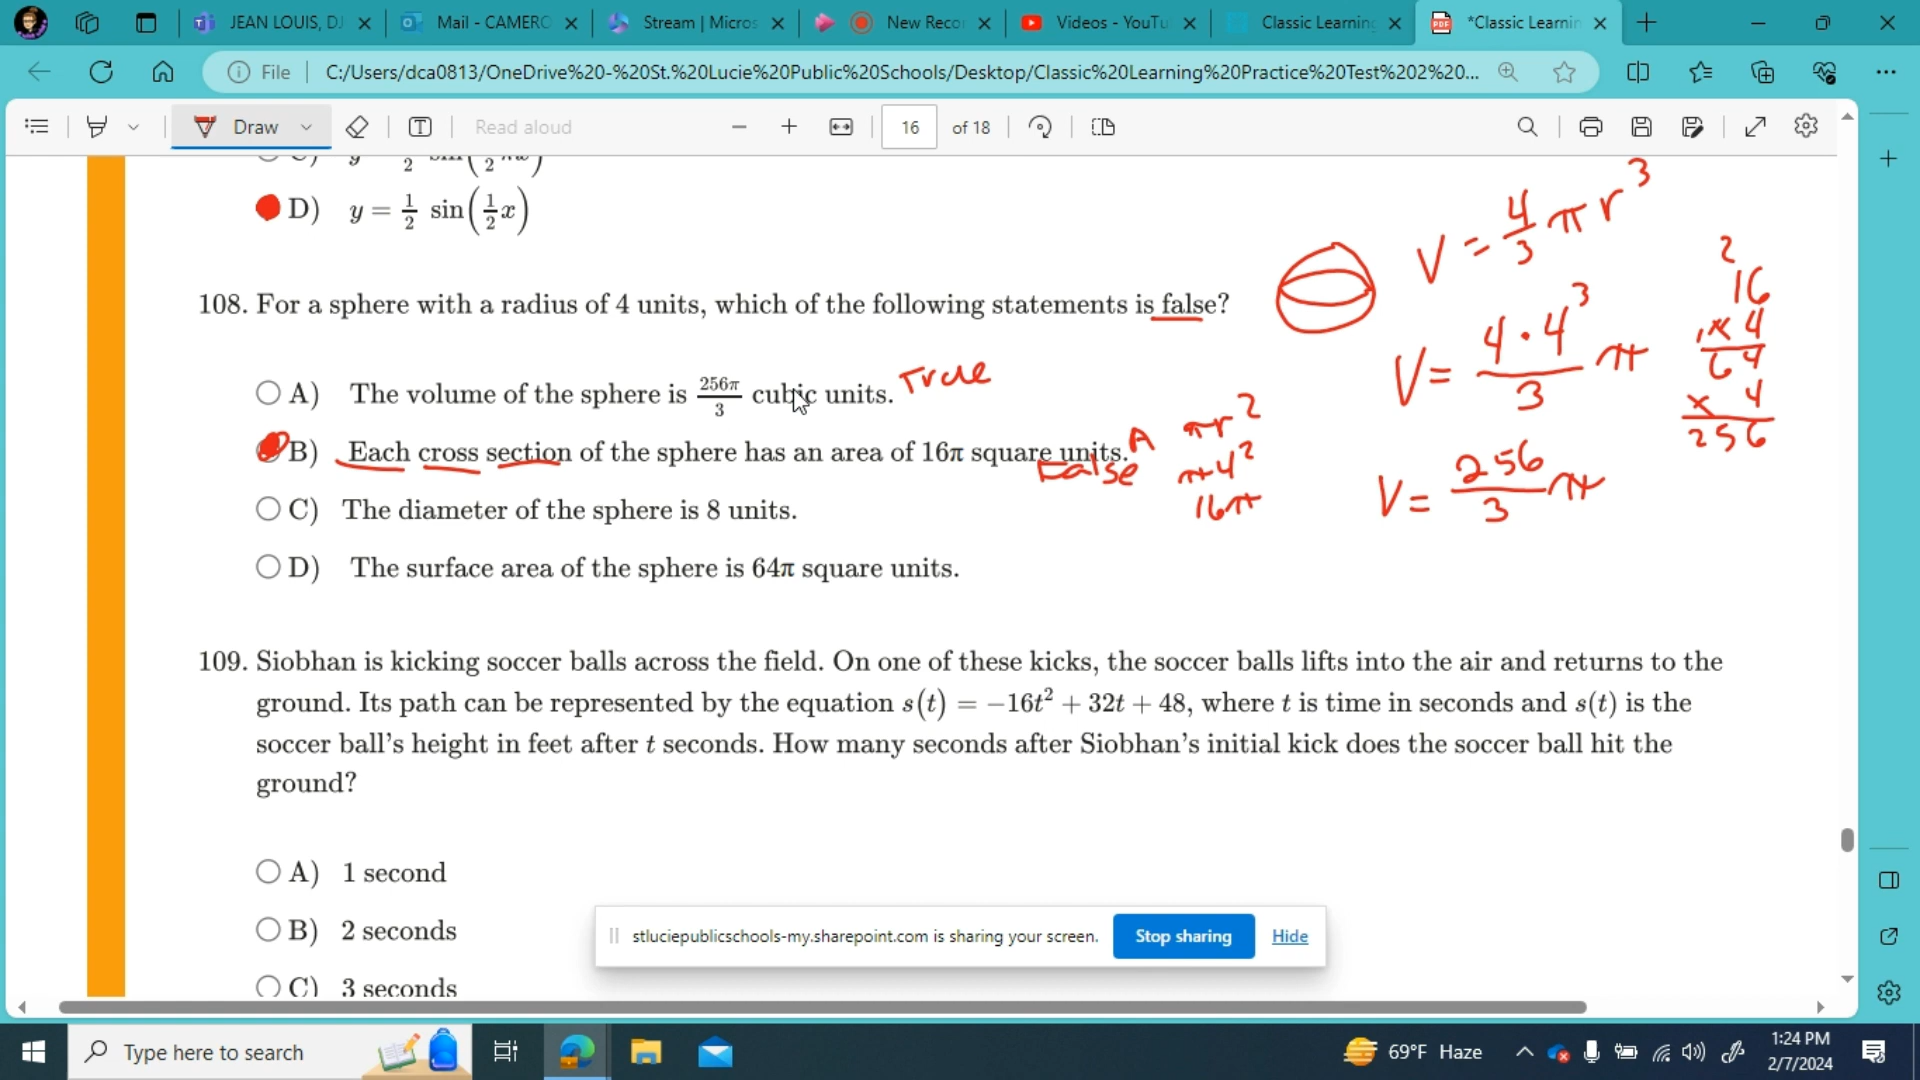 JEAN LOUIS, DJ
Mail - CAMERO
Stream | Micros
New Reco
Videos - YouTu
Classic Learning
*Classic Learnin
File
C:/Users/dca0813/OneDrive%20-%20St.%20Lucie%20Public%20Schools/Desktop/Classic%20Learning%20Practice%20Test%202%20...
Draw
Read aloud
16
of 18
D) y = 1/2 sin(1/2 x)
V = 4/3 π r³
108. For a sphere with a radius of 4 units, which of the following statements is false?
A) The volume of the sphere is 256π/3 cubic units.
True
B) Each cross section of the sphere has an area of 16π square units.
False
C) The diameter of the sphere is 8 units.
D) The surface area of the sphere is 64π square units.
A πr²
π4²
16π
V = 4·4³/3 π
V = 256/3 π
2
16
x 4
64
x 4
256
109. Siobhan is kicking soccer balls across the field. On one of these kicks, the soccer balls lifts into the air and returns to the
ground. Its path can be represented by the equation s(t) = −16t² + 32t + 48, where t is time in seconds and s(t) is the
soccer ball's height in feet after t seconds. How many seconds after Siobhan's initial kick does the soccer ball hit the
ground?
A) 1 second
B) 2 seconds
C) 3 seconds
stluciepublicschools-my.sharepoint.com is sharing your screen.
Stop sharing
Hide
Type here to search
69°F Haze
1:24 PM
2/7/2024